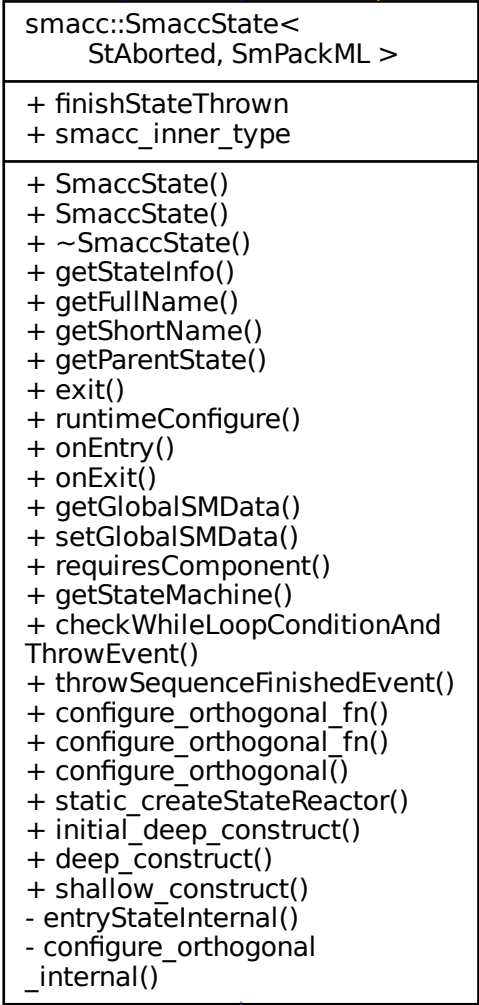 smacc::SmaccState<
StAborted, SmPackML >
+ finishStateThrown
+ smacc_inner_type
+ SmaccState()
+ SmaccState()
+ ~SmaccState()
+ getStateInfo()
+ getFullName()
+ getShortName()
+ getParentState()
+ exit()
+ runtimeConfigure()
+ onEntry()
+ onExit()
+ getGlobalSMData()
+ setGlobalSMData()
+ requiresComponent()
+ getStateMachine()
+ checkWhileLoopConditionAnd
ThrowEvent()
+ throwSequenceFinishedEvent()
+ configure_orthogonal_fn()
+ configure_orthogonal_fn()
+ configure_orthogonal()
+ static_createStateReactor()
+ initial_deep_construct()
+ deep_construct()
+ shallow_construct()
- entryStateInternal()
- configure_orthogonal
_internal()